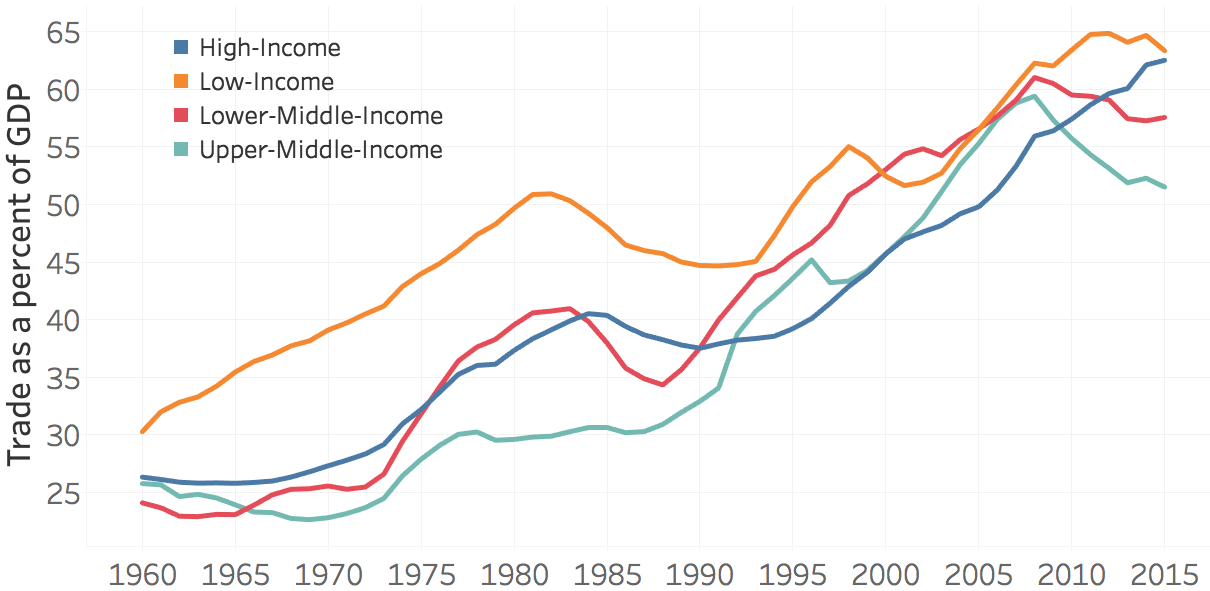 Trade as a percent of GDP
65
60
55
50
45
40
35
30
25
High-Income
Low-Income
Lower-Middle-Income
Upper-Middle-Income
1960 1965 1970 1975 1980 1985 1990 1995 2000 2005 2010 2015